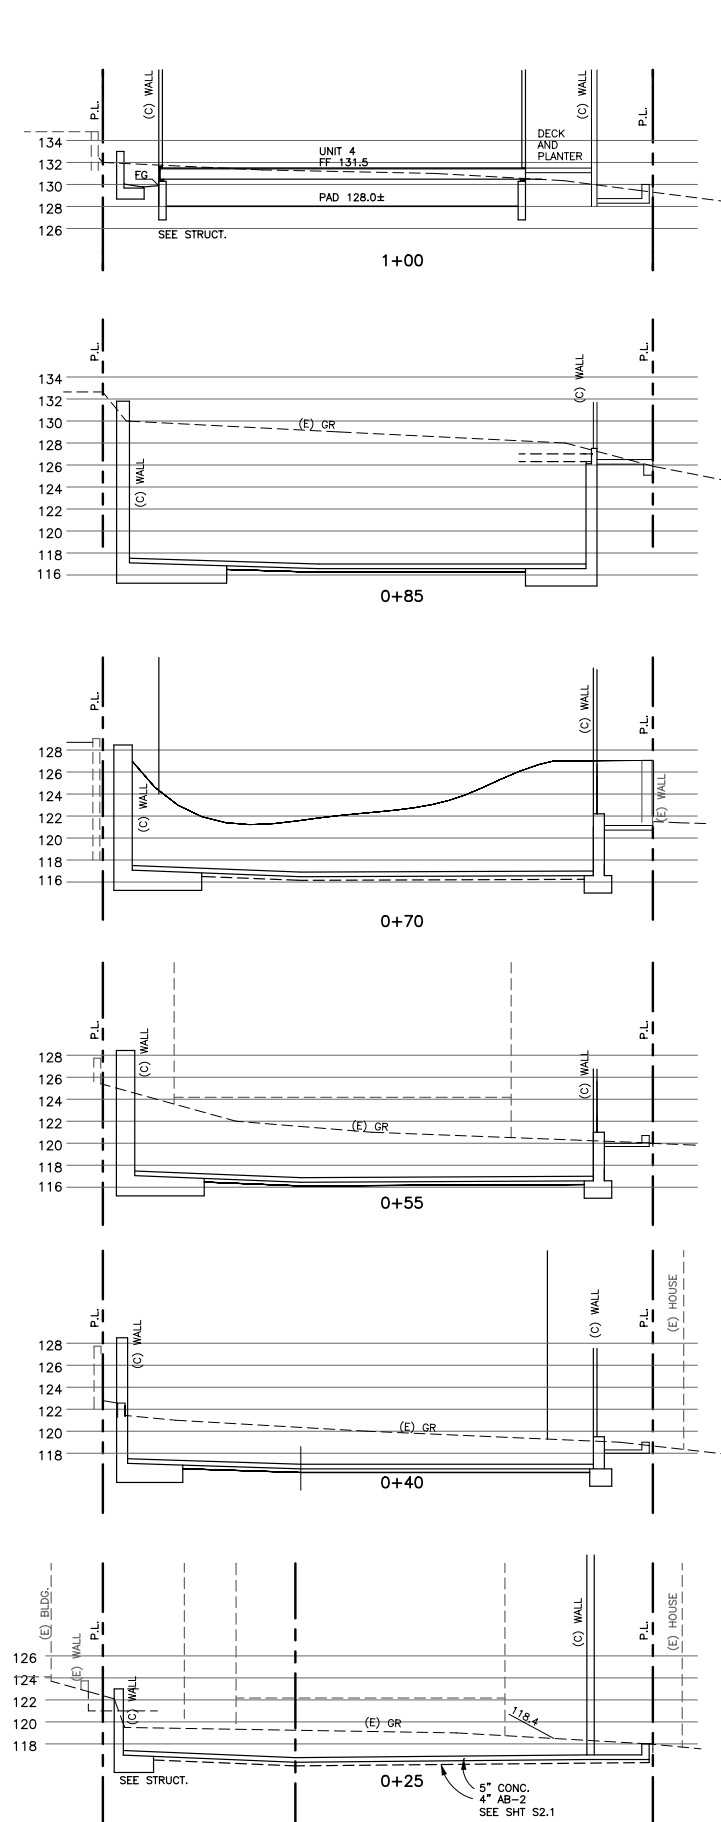 P.L.
(C) WALL
(C) WALL
P.L.
134
132
130
128
126
UNIT 4
FF 131.5
DECK
AND
PLANTER
FG
PAD 128.0±
SEE STRUCT.
1+00
P.L.
(C) WALL
P.L.
134
132
130
128
126
124
122
120
118
116
(E) GR
(C) WALL
0+85
P.L.
(C) WALL
P.L.
128
126
124
122
120
118
116
(C) WALL
(E) WALL
0+70
P.L.
(C) WALL
(C) WALL
P.L.
128
126
124
122
120
118
116
(E) GR
0+55
P.L.
(C) WALL
(C) WALL
P.L.
(E) HOUSE
128
126
124
122
120
118
(E) GR
0+40
(E) BLDG.
(E) WALL
P.L.
(C) WALL
(C) WALL
P.L.
(E) HOUSE
126
124
122
120
118
(E) GR
118.4
SEE STRUCT.
0+25
5" CONC.
4" AB-2
SEE SHT S2.1